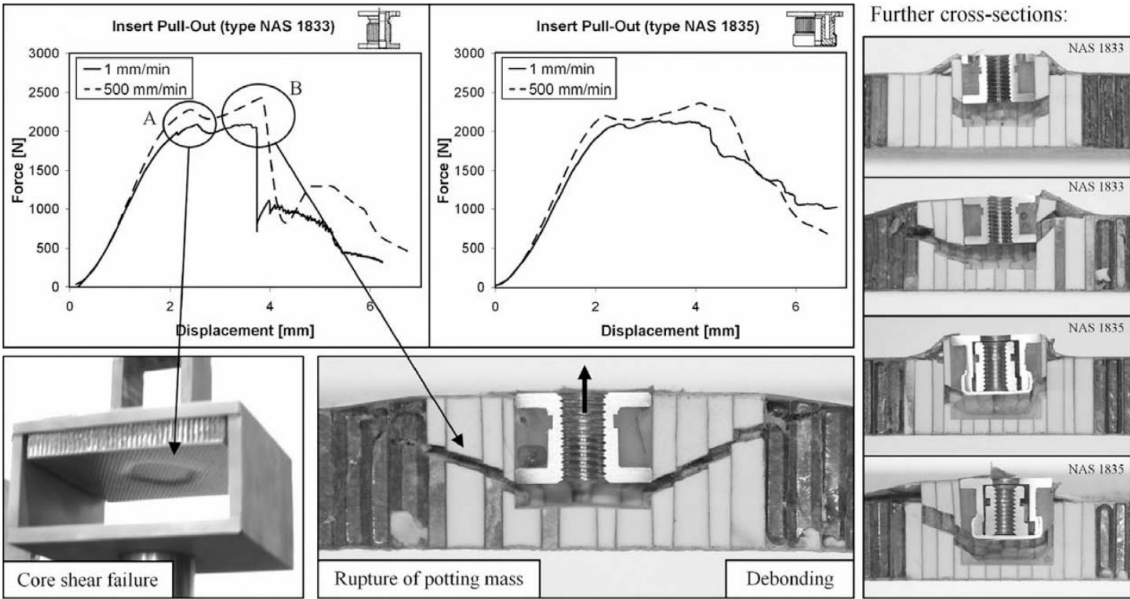 Insert Pull-Out (type NAS 1833)
3000
2500
2000
1500
1000
500
0
Force [N]
1 mm/min
500 mm/min
A
B
0
2
4
6
Displacement [mm]
Insert Pull-Out (type NAS 1835)
3000
2500
2000
1500
1000
500
0
Force [N]
1 mm/min
500 mm/min
0
2
4
6
Displacement [mm]
Further cross-sections:
NAS 1833
NAS 1833
NAS 1835
NAS 1835
Core shear failure
Rupture of potting mass
Debonding